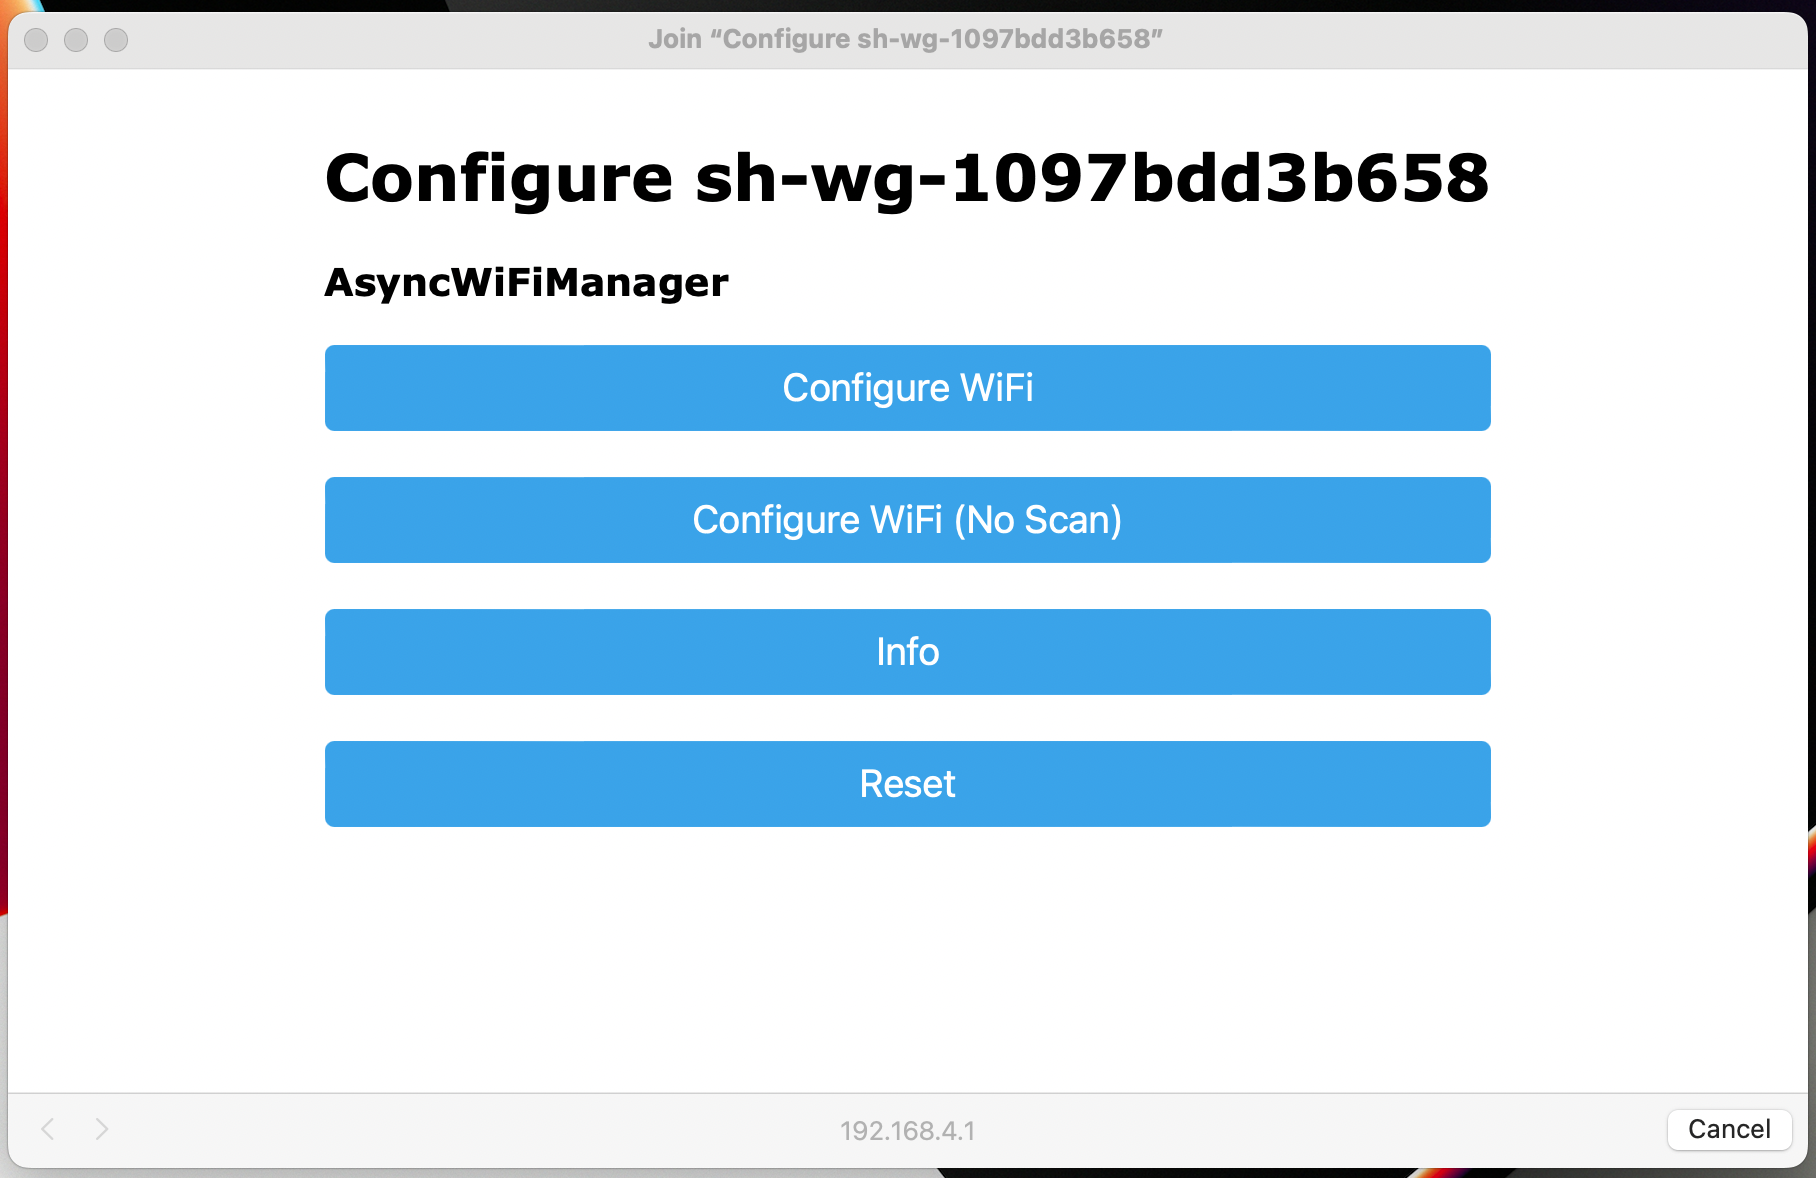 Join “Configure sh-wg-1097bdd3b658”
Configure sh-wg-1097bdd3b658
AsyncWiFiManager
Configure WiFi
Configure WiFi (No Scan)
Info
Reset
192.168.4.1
Cancel